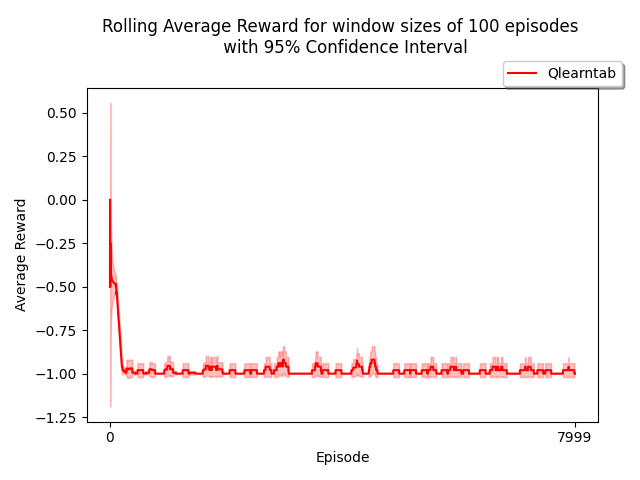 Rolling Average Reward for window sizes of 100 episodes
with 95% Confidence Interval
Qlearntab
0.50
0.25
0.00
−0.25
−0.50
−0.75
−1.00
−1.25
Average Reward
0
7999
Episode